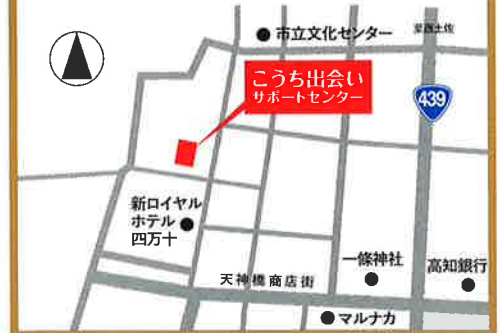 市立文化センター
至西土佐
こうち出会い
サポートセンター
439
新ロイヤル
ホテル
四万十
一條神社
高知銀行
天神橋商店街
マルナカ